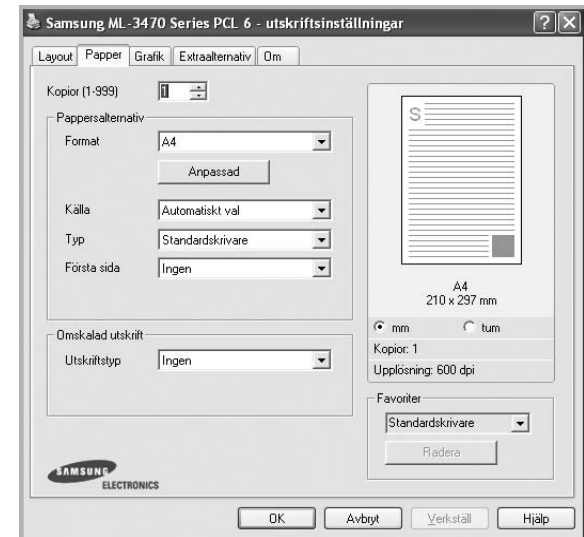 Samsung ML-3470 Series PCL 6 - utskriftsinställningar
Layout Papper Grafik Extraalternativ Om
Kopior (1-999) 1
Pappersalternativ
Format A4
Anpassad
Källa Automatiskt val
Typ Standardskrivare
Första sida Ingen
Omskalad utskrift
Utskriftstyp Ingen
SAMSUNG
ELECTRONICS
S
A4
210 x 297 mm
mm tum
Kopior: 1
Upplösning: 600 dpi
Favoriter
Standardskrivare
Radera
OK Avbryt Verkställ Hjälp